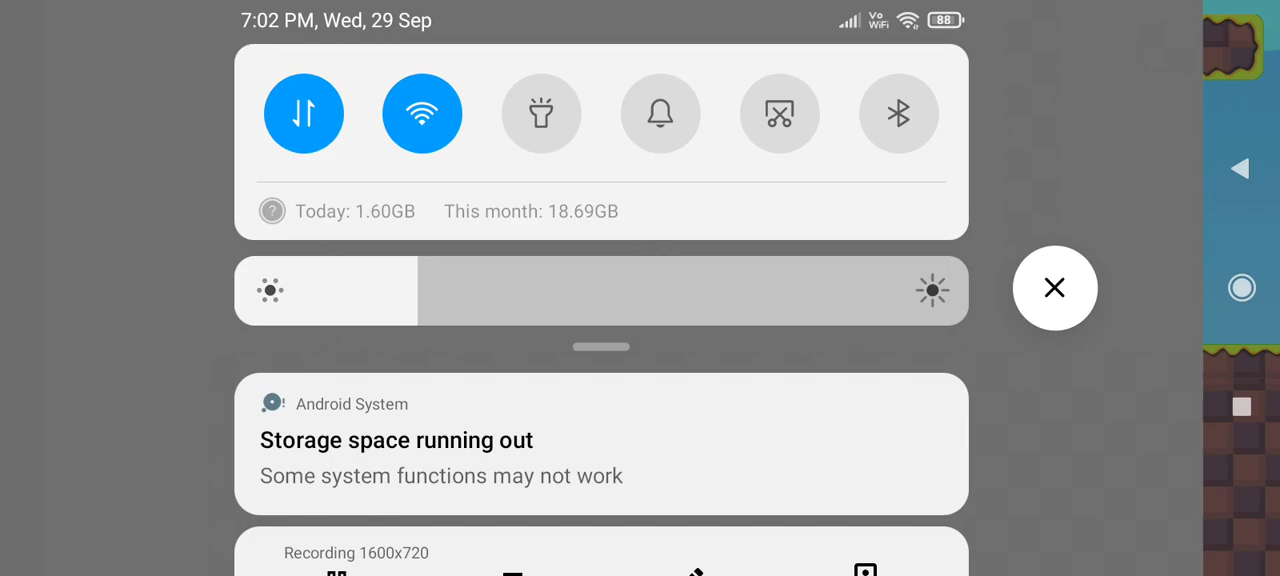 7:02 PM, Wed, 29 Sep
Vo
WiFi
88
? Today: 1.60GB This month: 18.69GB
Android System
Storage space running out
Some system functions may not work
Recording 1600x720